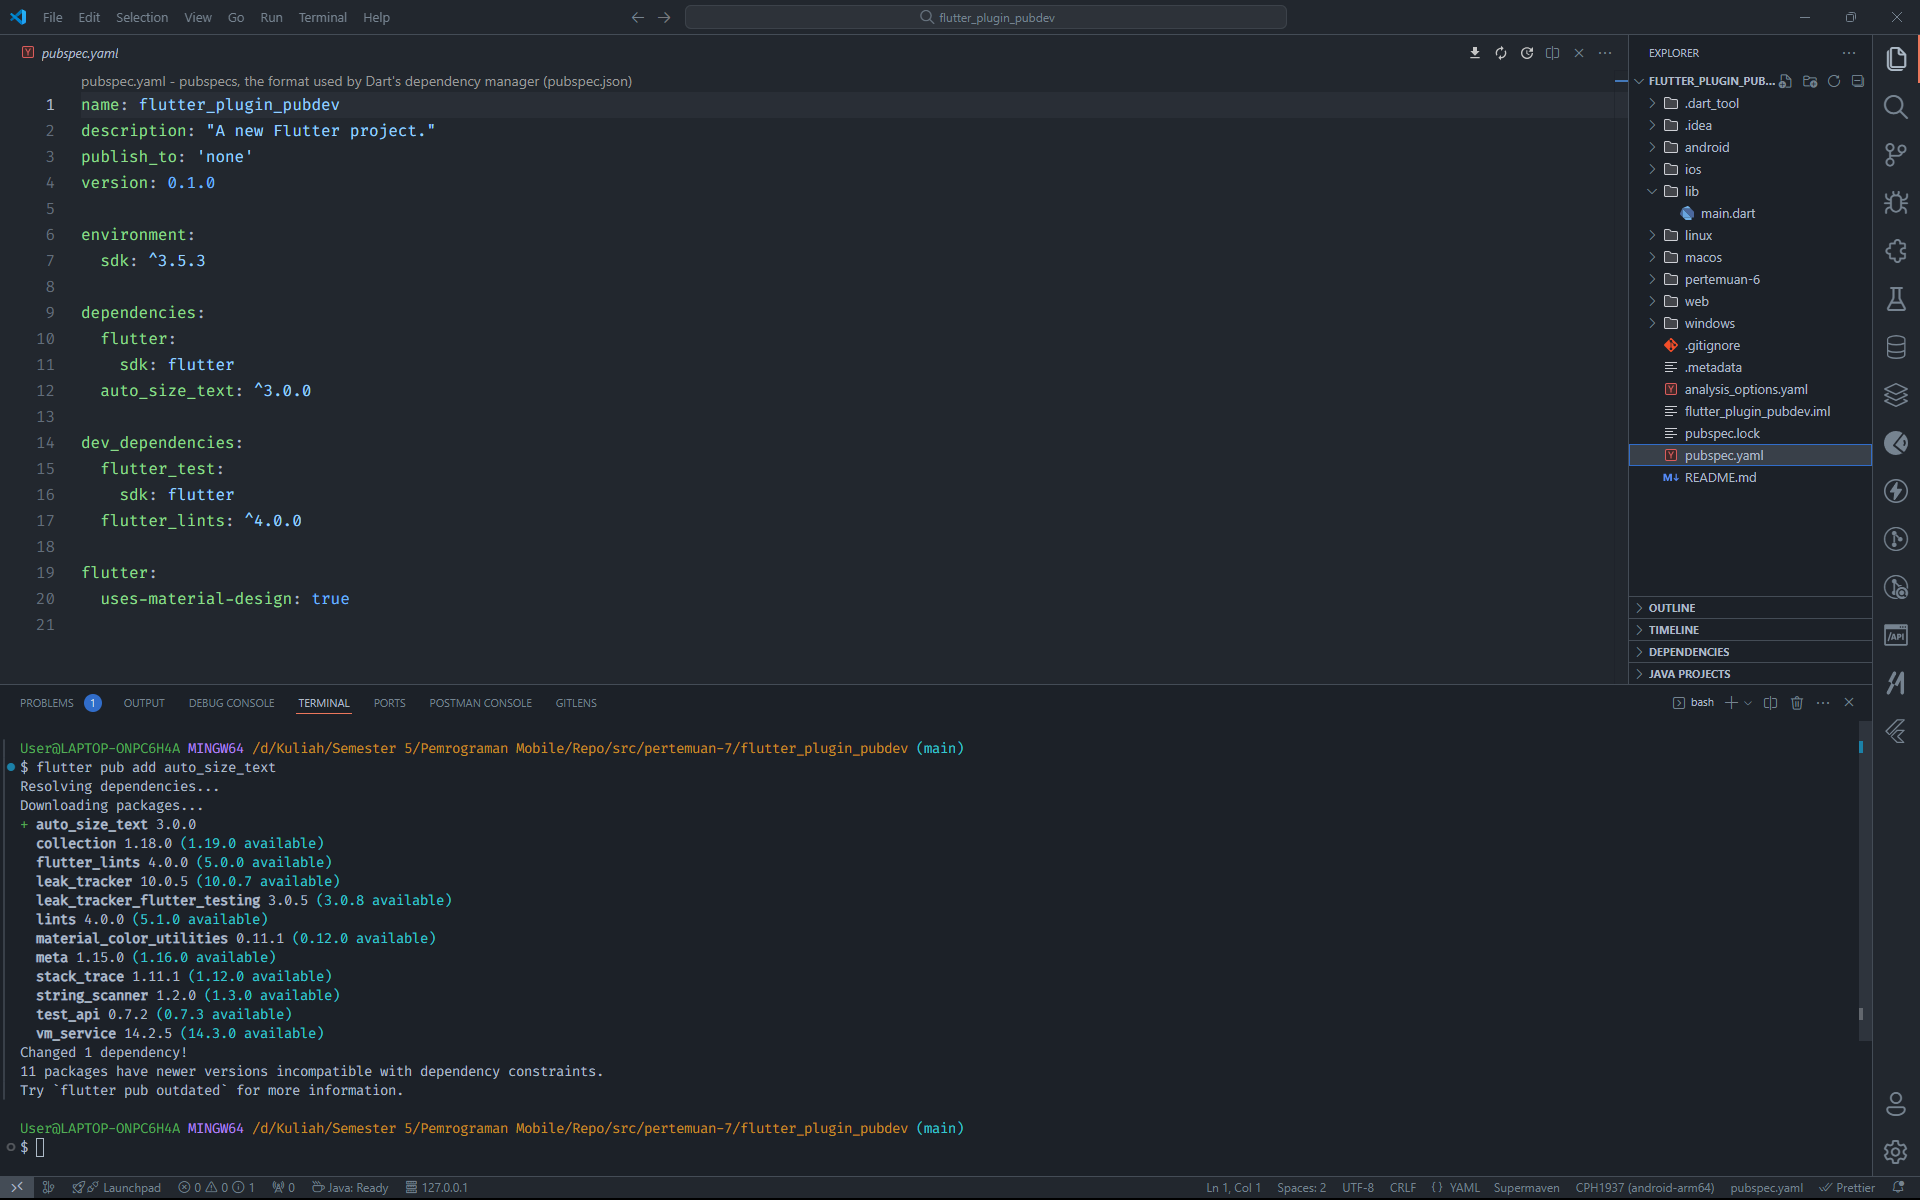 File Edit Selection View Go Run Terminal Help
flutter_plugin_pubdev
pubspec.yaml
pubspec.yaml - pubspecs, the format used by Dart's dependency manager (pubspec.json)
1 name: flutter_plugin_pubdev
2 description: "A new Flutter project."
3 publish_to: 'none'
4 version: 0.1.0
5
6 environment:
7 sdk: ^3.5.3
8
9 dependencies:
10 flutter:
11 sdk: flutter
12 auto_size_text: ^3.0.0
13
14 dev_dependencies:
15 flutter_test:
16 sdk: flutter
17 flutter_lints: ^4.0.0
18
19 flutter:
20 uses-material-design: true
21
EXPLORER
FLUTTER_PLUGIN_PUB...
.dart_tool
.idea
android
ios
lib
main.dart
linux
macos
pertemuan-6
web
windows
.gitignore
.metadata
analysis_options.yaml
flutter_plugin_pubdev.iml
pubspec.lock
pubspec.yaml
README.md
OUTLINE
TIMELINE
DEPENDENCIES
JAVA PROJECTS
PROBLEMS 1 OUTPUT DEBUG CONSOLE TERMINAL PORTS POSTMAN CONSOLE GITLENS
bash
User@LAPTOP-ONPC6H4A MINGW64 /d/Kuliah/Semester 5/Pemrograman Mobile/Repo/src/pertemuan-7/flutter_plugin_pubdev (main)
$ flutter pub add auto_size_text
Resolving dependencies...
Downloading packages...
+ auto_size_text 3.0.0
collection 1.18.0 (1.19.0 available)
flutter_lints 4.0.0 (5.0.0 available)
leak_tracker 10.0.5 (10.0.7 available)
leak_tracker_flutter_testing 3.0.5 (3.0.8 available)
lints 4.0.0 (5.1.0 available)
material_color_utilities 0.11.1 (0.12.0 available)
meta 1.15.0 (1.16.0 available)
stack_trace 1.11.1 (1.12.0 available)
string_scanner 1.2.0 (1.3.0 available)
test_api 0.7.2 (0.7.3 available)
vm_service 14.2.5 (14.3.0 available)
Changed 1 dependency!
11 packages have newer versions incompatible with dependency constraints.
Try `flutter pub outdated` for more information.
User@LAPTOP-ONPC6H4A MINGW64 /d/Kuliah/Semester 5/Pemrograman Mobile/Repo/src/pertemuan-7/flutter_plugin_pubdev (main)
$
Launchpad 0 0 1 0 Java: Ready 127.0.0.1 Ln 1, Col 1 Spaces: 2 UTF-8 CRLF {} YAML Supermaven CPH1937 (android-arm64) pubspec.yaml Prettier